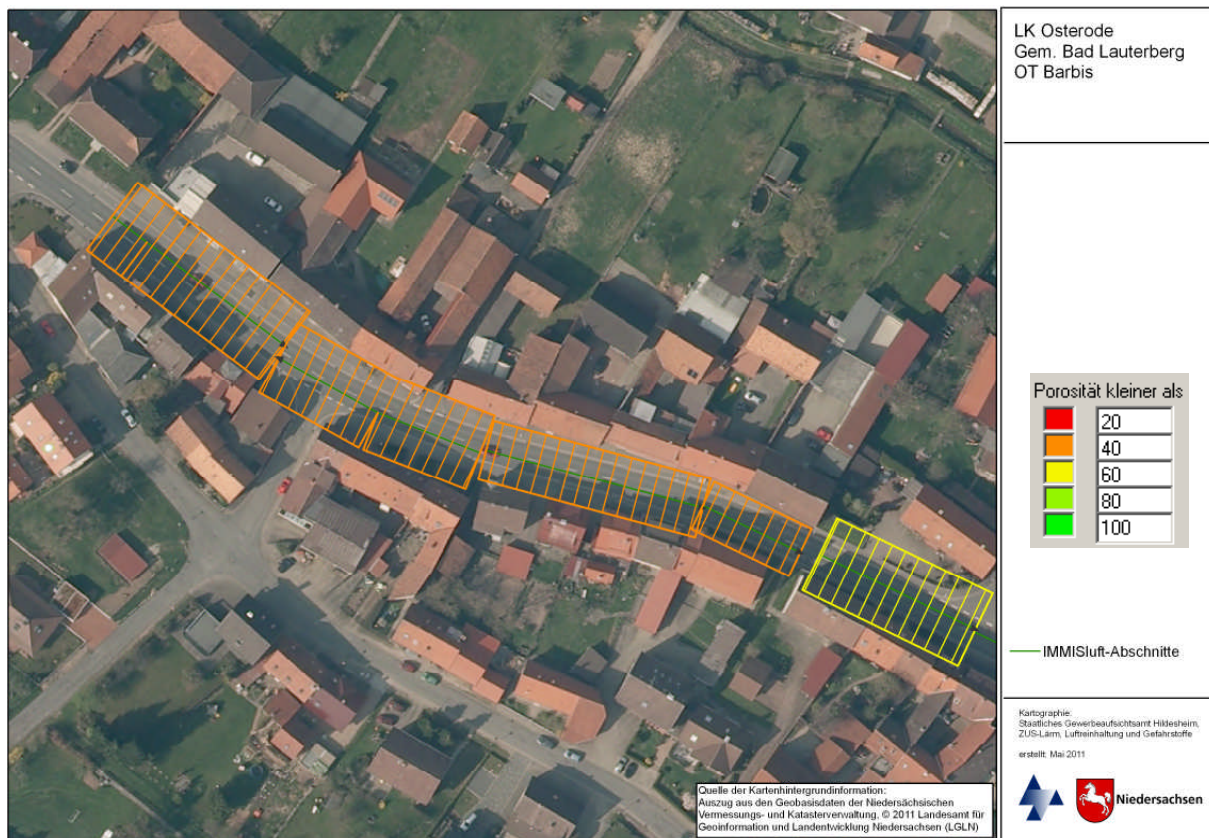 LK Osterode
Gem. Bad Lauterberg
OT Barbis
Porosität kleiner als
20
40
60
80
100
IMMISluft-Abschnitte
Kartographie:
Staatliches Gewerbeaufsichtsamt Hildesheim,
ZUS-Lärm, Luftreinhaltung und Gefahrstoffe
erstellt: Mai 2011
Niedersachsen
Quelle der Kartenhintergrundinformation:
Auszug aus den Geobasisdaten der Niedersächsischen
Vermessungs- und Katasterverwaltung, © 2011 Landesamt für
Geoinformation und Landentwicklung Niedersachsen (LGLN)